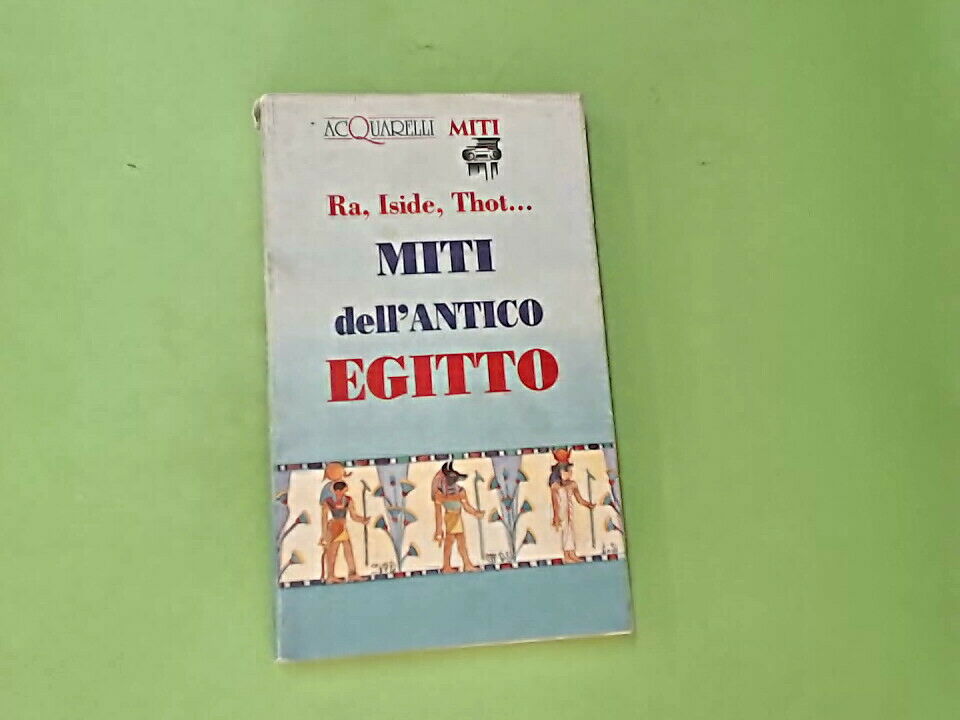 ACQUARELLI MITI
Ra, Iside, Thot...
MITI
dell'ANTICO
EGITTO